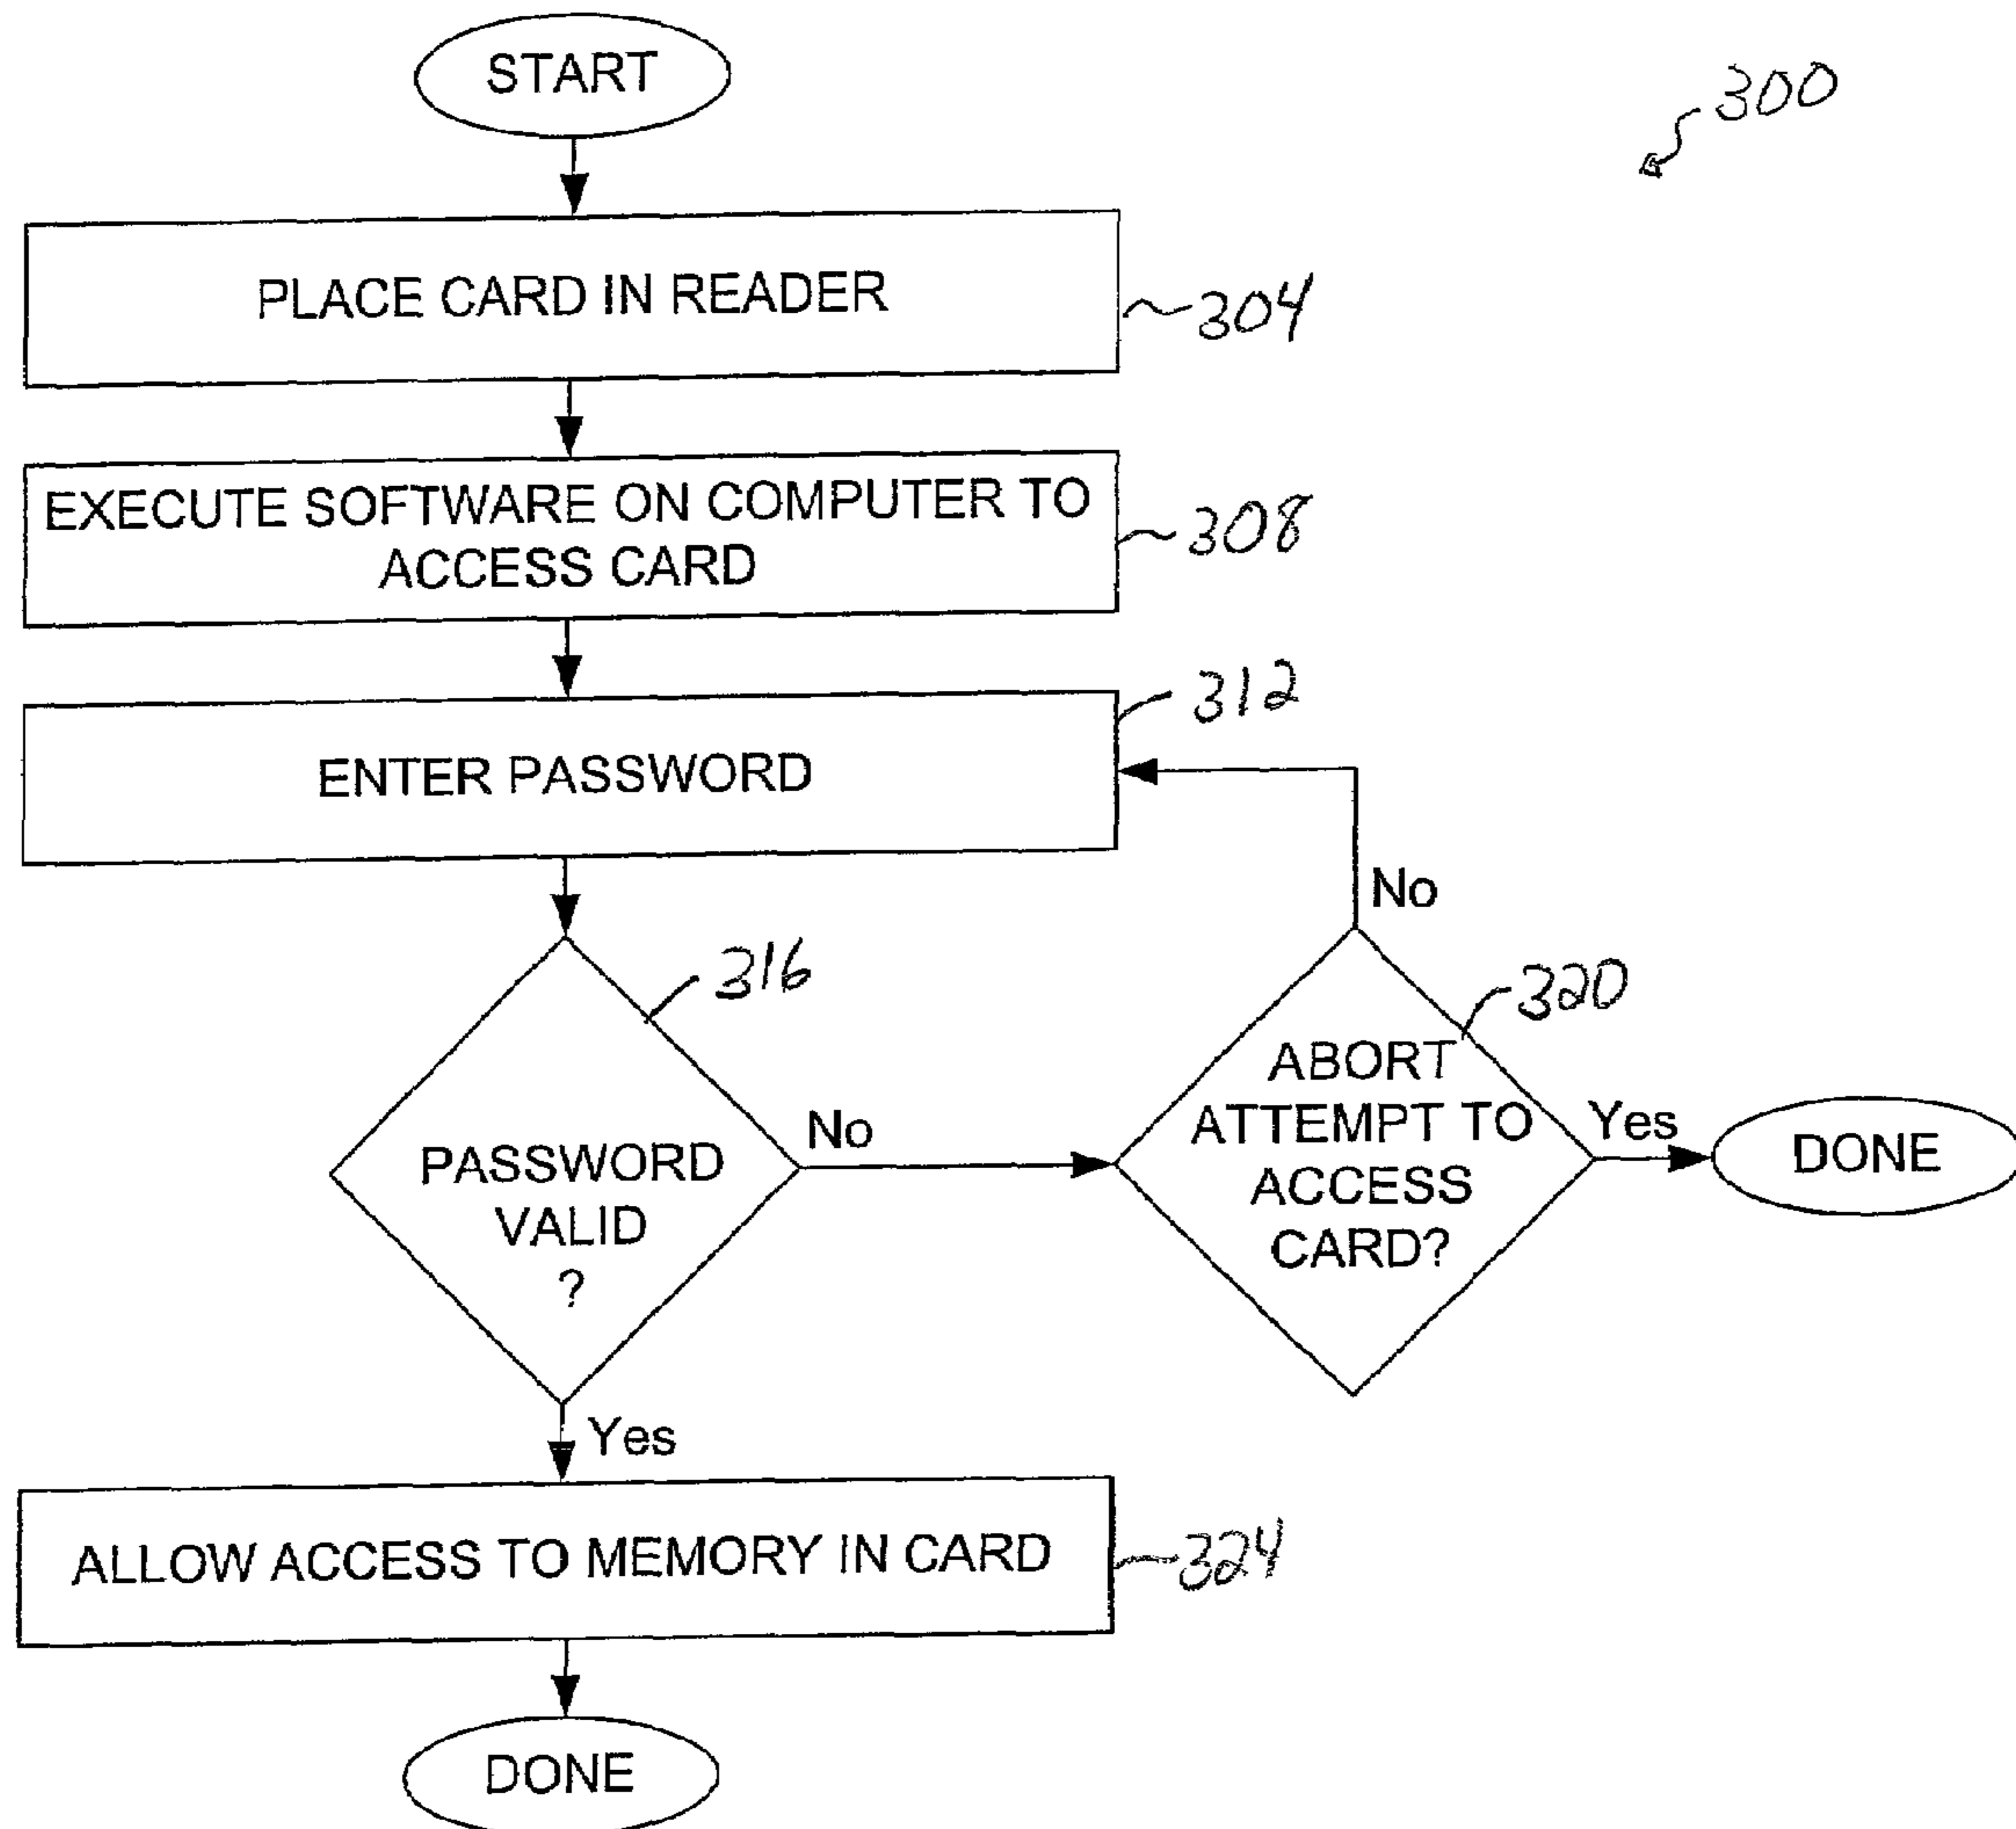 START
300
PLACE CARD IN READER
304
EXECUTE SOFTWARE ON COMPUTER TO
ACCESS CARD
308
312
ENTER PASSWORD
No
316
320
PASSWORD
VALID
?
No
ABORT
ATTEMPT TO
ACCESS
CARD?
Yes
DONE
Yes
ALLOW ACCESS TO MEMORY IN CARD
324
DONE